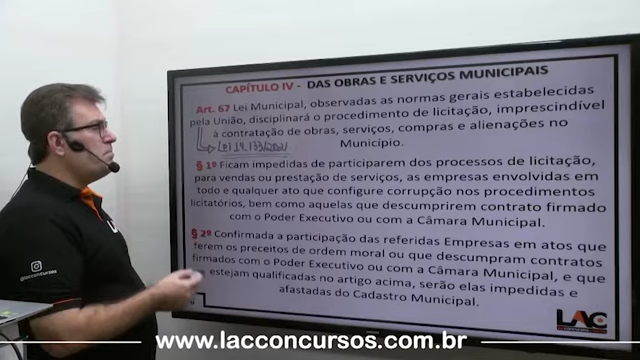 CAPÍTULO IV - DAS OBRAS E SERVIÇOS MUNICIPAIS
Art. 67 Lei Municipal, observadas as normas gerais estabelecidas
pela União, disciplinará o procedimento de licitação, imprescindível
à contratação de obras, serviços, compras e alienações no
Município.
LEI 14.133/2021
§ 1º Ficam impedidas de participarem dos processos de licitação,
para vendas ou prestação de serviços, as empresas envolvidas em
todo e qualquer ato que configure corrupção nos procedimentos
licitatórios, bem como aquelas que descumprirem contrato firmado
com o Poder Executivo ou com a Câmara Municipal.
§ 2º Confirmada a participação das referidas Empresas em atos que
ferem os preceitos de ordem moral ou que descumpram contratos
firmados com o Poder Executivo ou com a Câmara Municipal, e que
estejam qualificadas no artigo acima, serão elas impedidas e
afastadas do Cadastro Municipal.
@lacconcursos
LAC
CONCURSOS
www.lacconcursos.com.br